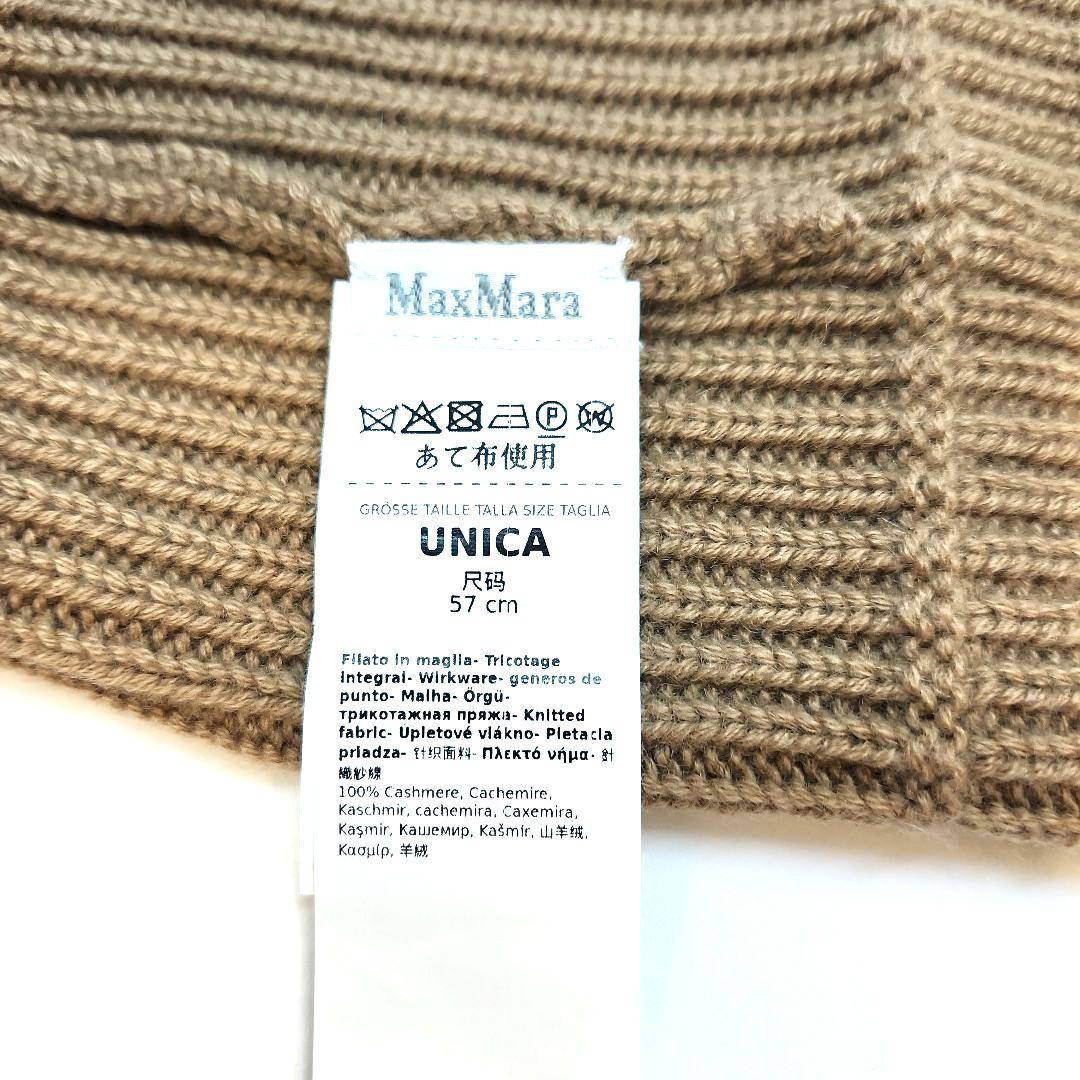 MaxMara
P W
あて布使用
GRÖSSE TAILLE TALLA SIZE TAGLIA
UNICA
尺码
57 cm
Filato in maglia- Tricotage
integral- Wirkware- generos de
punto- Malha- Örgü-
трикотажная пряжа- Knitted
fabric- Upletové vlákno- Pletacia
priadza- 针织面料- Πλεκτό νήμα- 針
織紗線
100% Cashmere, Cachemire,
Kaschmir, cachemira, Caxemira,
Kaşmir, Кашемир, Kašmír, 山羊绒,
Κασμίρ, 羊絨